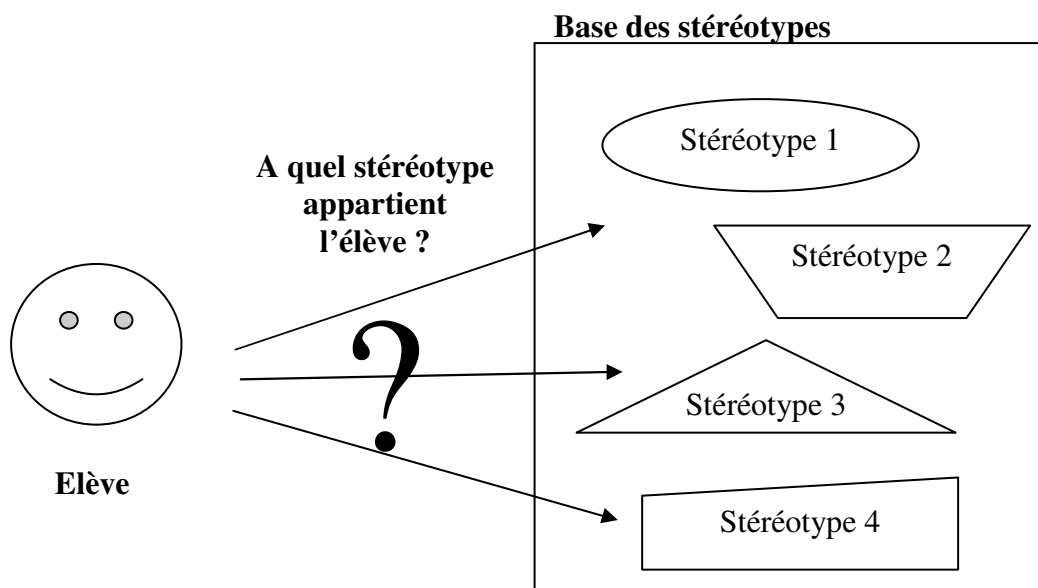 Base des stéréotypes
Stéréotype 1
A quel stéréotype
appartient
l’élève ?
Stéréotype 2
?
Stéréotype 3
Elève
Stéréotype 4